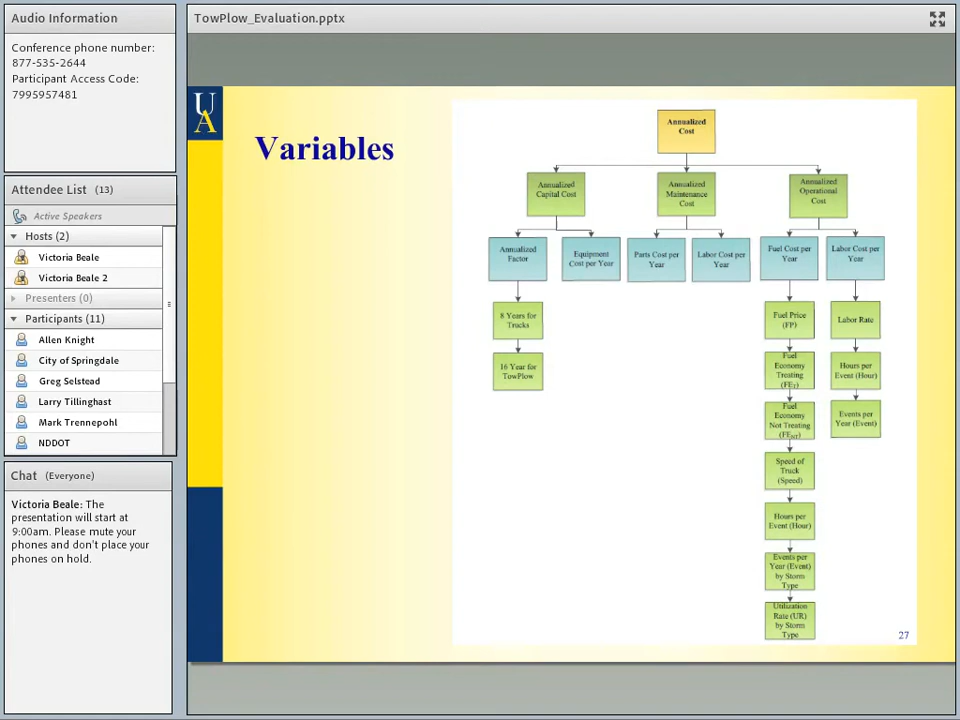 Audio Information
Conference phone number:
877-535-2644
Participant Access Code:
7995957481
Attendee List (13)
Active Speakers
Hosts (2)
Victoria Beale
Victoria Beale 2
Presenters (0)
Participants (11)
Allen Knight
City of Springdale
Greg Selstead
Larry Tillinghast
Mark Trennepohl
NDDOT
Chat (Everyone)
Victoria Beale: The
presentation will start at
9:00am. Please mute your
phones and don't place your
phones on hold.
TowPlow_Evaluation.pptx
U
A
Variables
Annualized
Cost
Annualized
Capital Cost
Annualized
Maintenance
Cost
Annualized
Operational
Cost
Annualized
Factor
Equipment
Cost per Year
Parts Cost per
Year
Labor Cost per
Year
Fuel Cost per
Year
Labor Cost per
Year
8 Years for
Trucks
16 Year for
TowPlow
Fuel Price
(FP)
Fuel
Economy
Treating
(FET)
Fuel
Economy
Not Treating
(FENT)
Speed of
Truck
(Speed)
Hours per
Event (Hour)
Events per
Year (Event)
by Storm
Type
Utilization
Rate (UR)
by Storm
Type
Labor Rate
Hours per
Event (Hour)
Events per
Year (Event)
27